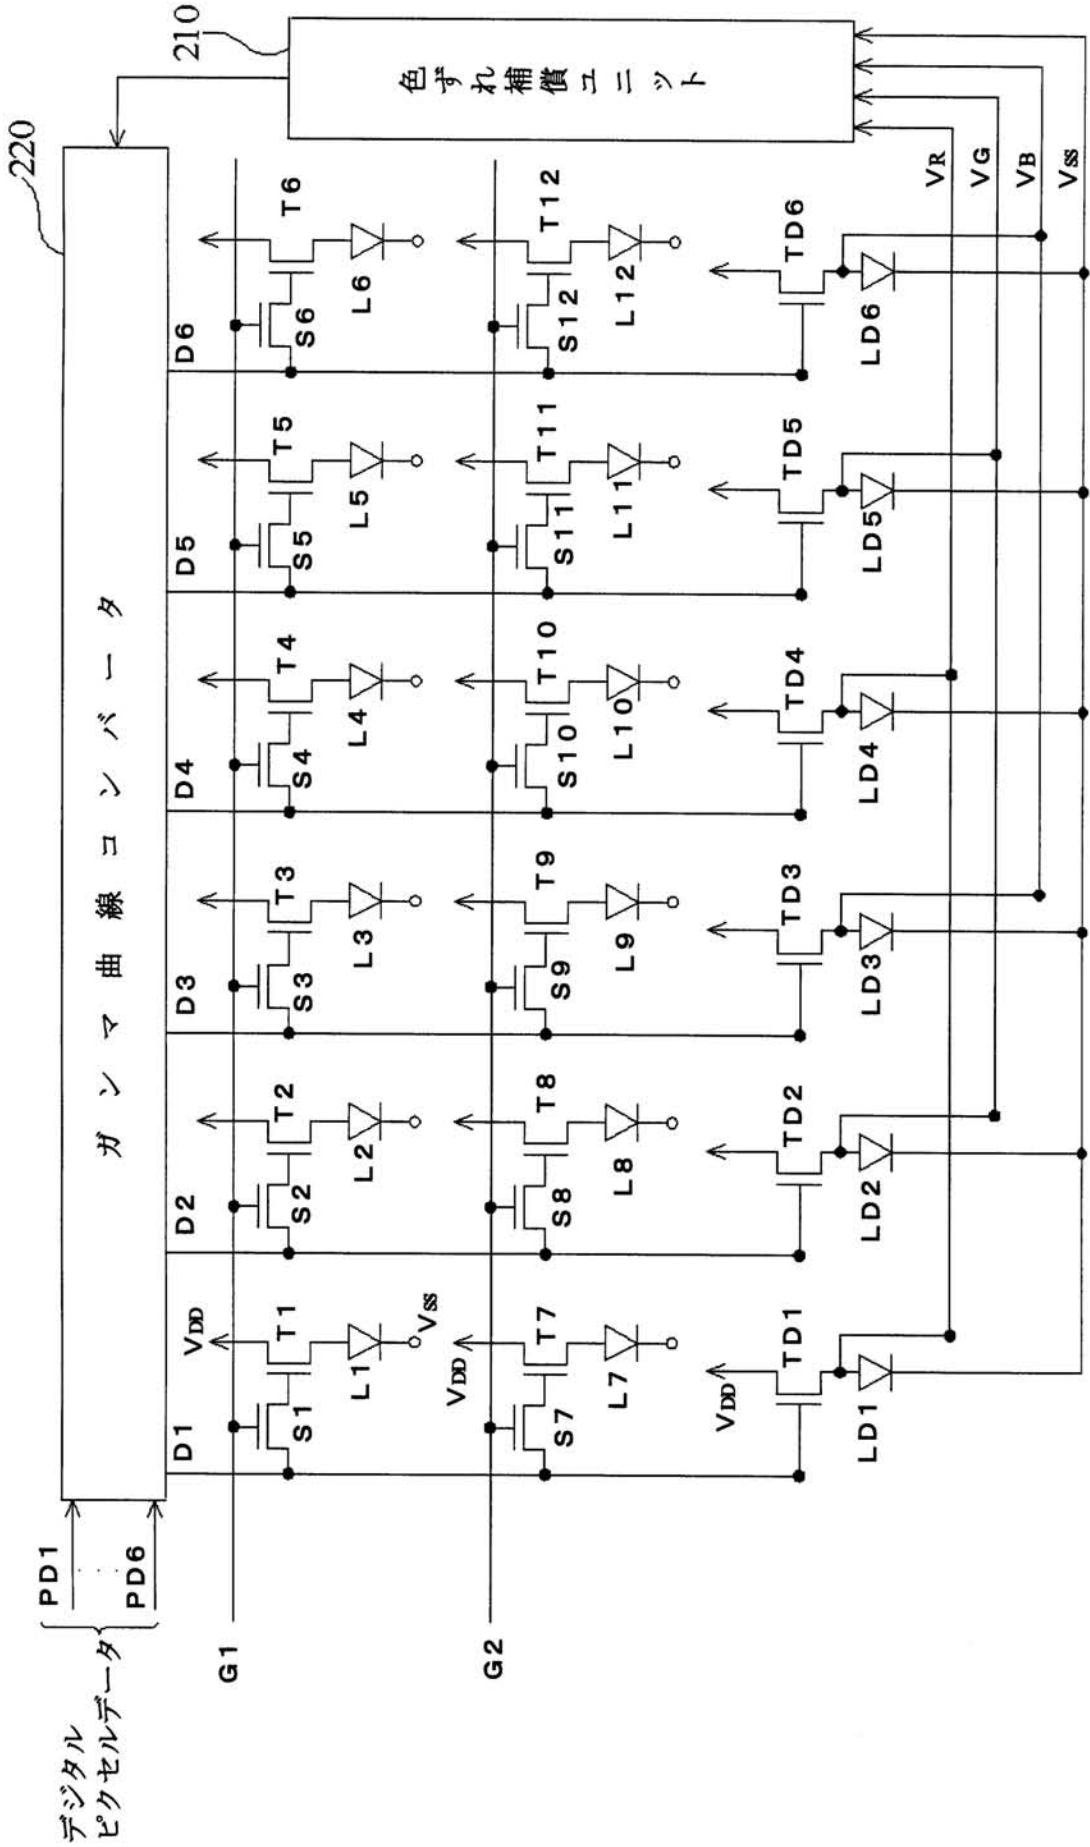 デジタル
ピクセルデータ
PD1
PD6
ガンマ曲線コンバータ
220
色ずれ補償ユニット
210
D1
D2
D3
D4
D5
D6
G1
VDD
S1
T1
L1
VSS
S2
T2
L2
S3
T3
L3
S4
T4
L4
S5
T5
L5
S6
T6
L6
G2
VDD
S7
T7
L7
S8
T8
L8
S9
T9
L9
S10
T10
L10
S11
T11
L11
S12
T12
L12
VDD
TD1
LD1
TD2
LD2
TD3
LD3
TD4
LD4
TD5
LD5
TD6
LD6
VR
VG
VB
VSS